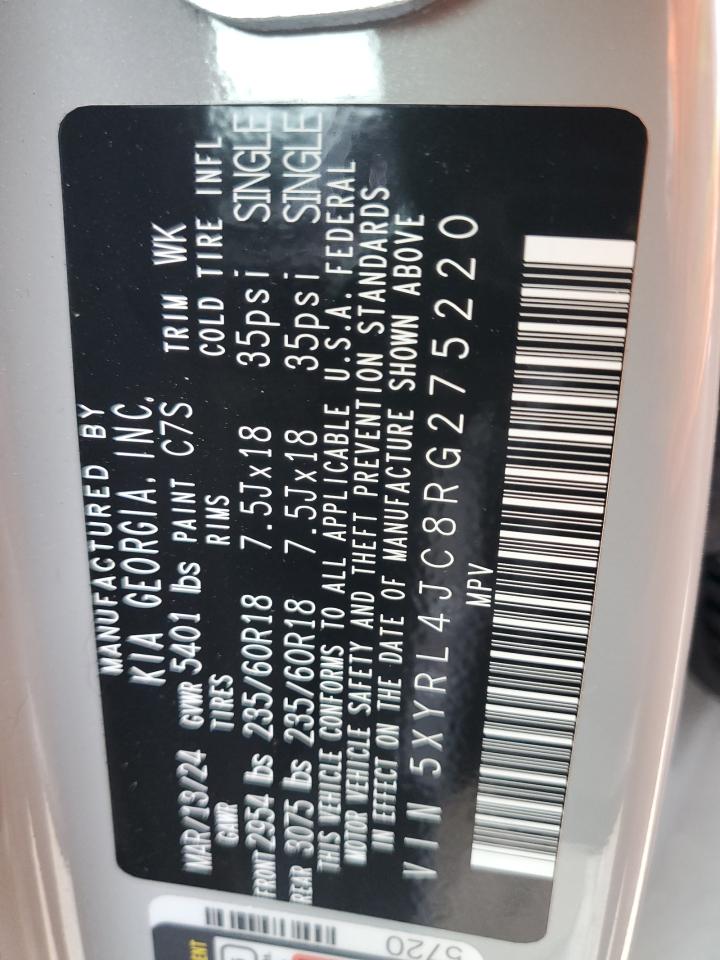 MANUFACTURED BY
KIA GEORGIA, INC.
MAR/13/24 GVWR 5401 lbs PAINT C7S TRIM WK
GAWR TIRES RIMS COLD TIRE INFL
FRONT 2954 lbs 235/60R18 7.5Jx18 35psi SINGLE
REAR 3075 lbs 235/60R18 7.5Jx18 35psi SINGLE
THIS VEHICLE CONFORMS TO ALL APPLICABLE U.S.A. FEDERAL
MOTOR VEHICLE SAFETY AND THEFT PREVENTION STANDARDS
IN EFFECT ON THE DATE OF MANUFACTURE SHOWN ABOVE
VIN 5XYRL4JC8RG275220
MPV
5720